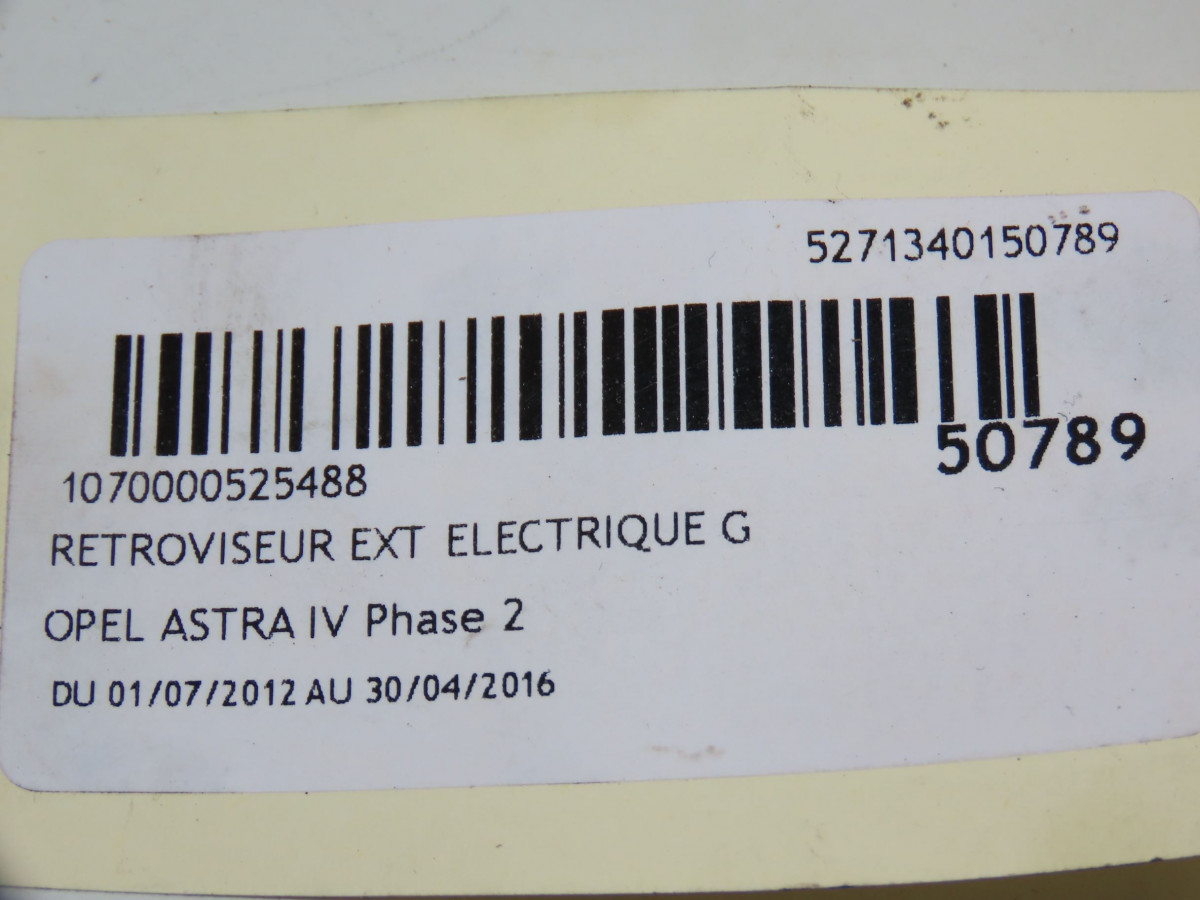 5271340150789
50789
1070000525488
RETROVISEUR EXT ELECTRIQUE G
OPEL ASTRA IV Phase 2
DU 01/07/2012 AU 30/04/2016